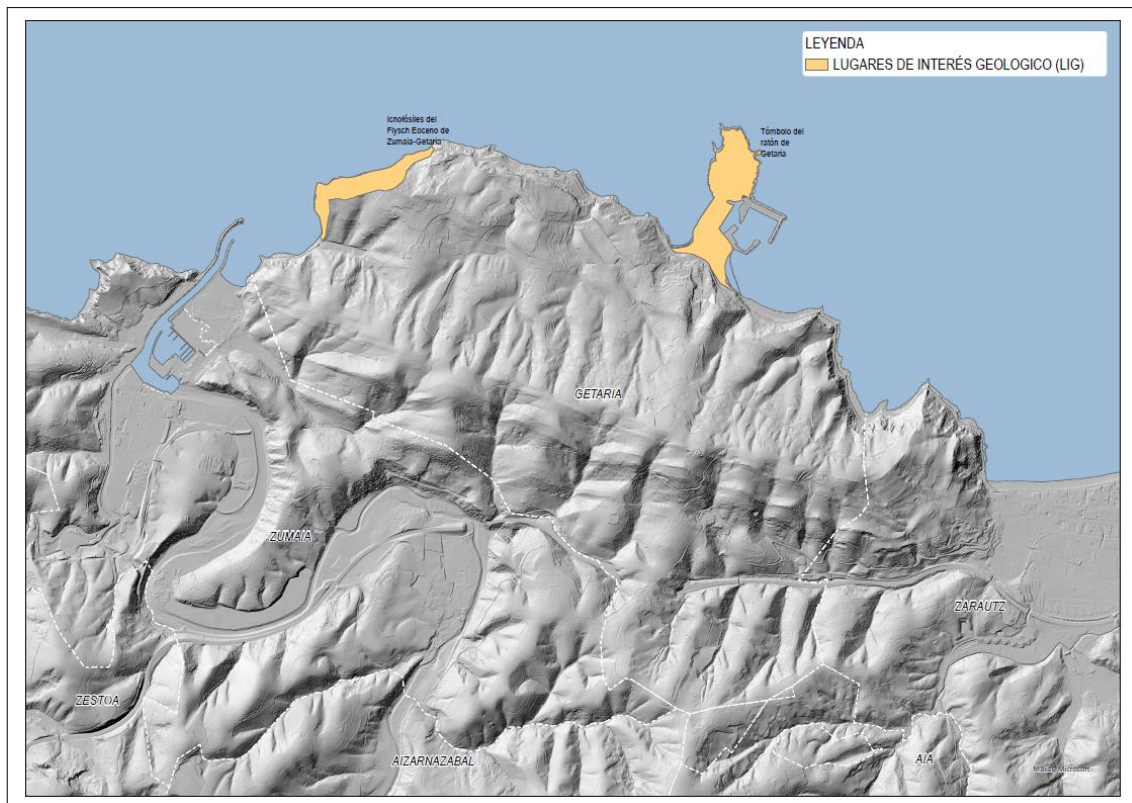 LEYENDA
LUGARES DE INTERÉS GEOLOGICO (LIG)
Icnofósiles del
Flysch Eoceno de
Zumaia-Getaria
Tómbolo del
ratón de
Getaria
GETARIA
ZUMAIA
ZARAUTZ
ZESTOA
AIZARNAZABAL
AIA
Microsoft